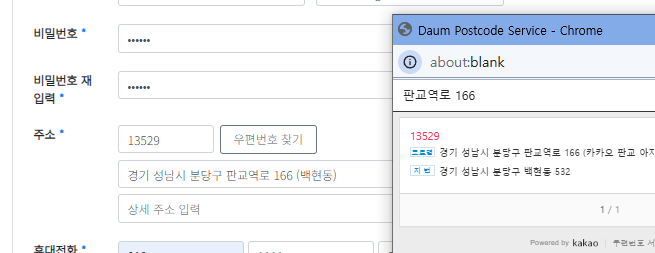 비밀번호 *
••••••
비밀번호 재
입력 *
••••••
주소 *
13529
우편번호 찾기
경기 성남시 분당구 판교역로 166 (백현동)
상세 주소 입력
휴대전화 *
Daum Postcode Service - Chrome
about:blank
판교역로 166
13529
도로명 경기 성남시 분당구 판교역로 166 (카카오 판교 아지
지번 경기 성남시 분당구 백현동 532
1 / 1
Powered by kakao | 우편번호 서